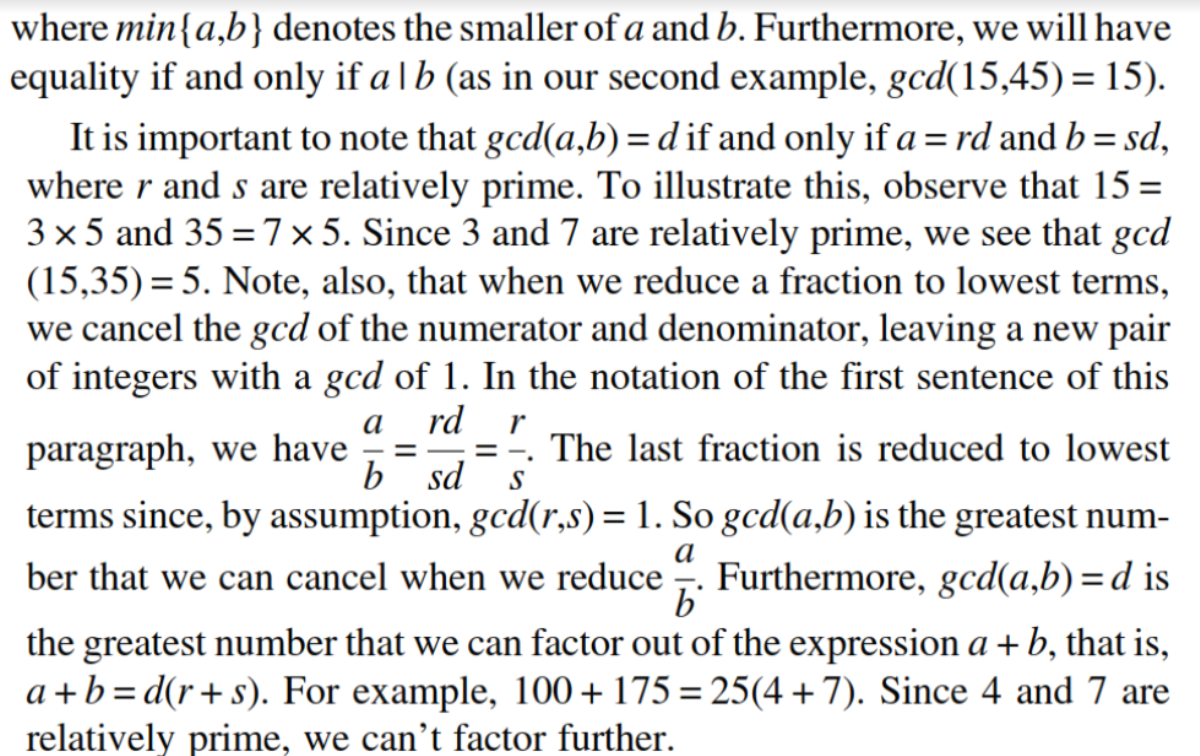 where min{a,b} denotes the smaller of a and b. Furthermore, we will have
equality if and only if a | b (as in our second example, gcd(15,45) = 15).
It is important to note that gcd(a,b) = d if and only if a = rd and b = sd,
where r and s are relatively prime. To illustrate this, observe that 15 =
3 × 5 and 35 = 7 × 5. Since 3 and 7 are relatively prime, we see that gcd
(15,35) = 5. Note, also, that when we reduce a fraction to lowest terms,
we cancel the gcd of the numerator and denominator, leaving a new pair
of integers with a gcd of 1. In the notation of the first sentence of this
paragraph, we have a/b = rd/sd = r/s. The last fraction is reduced to lowest
terms since, by assumption, gcd(r,s) = 1. So gcd(a,b) is the greatest num-
ber that we can cancel when we reduce a/b. Furthermore, gcd(a,b) = d is
the greatest number that we can factor out of the expression a + b, that is,
a + b = d(r + s). For example, 100 + 175 = 25(4 + 7). Since 4 and 7 are
relatively prime, we can’t factor further.